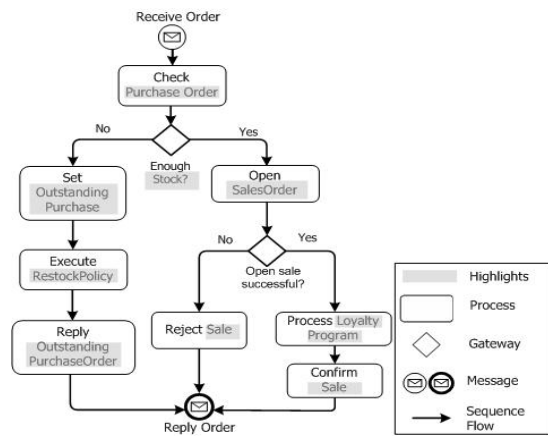 Receive Order
Check
Purchase Order
No
Yes
Enough
Stock?
Set
Outstanding
Purchase
Open
SalesOrder
No
Yes
Open sale
successful?
Execute
RestockPolicy
Reply
Outstanding
PurchaseOrder
Reject Sale
Process Loyalty
Program
Confirm
Sale
Reply Order
Highlights
Process
Gateway
Message
Sequence
Flow